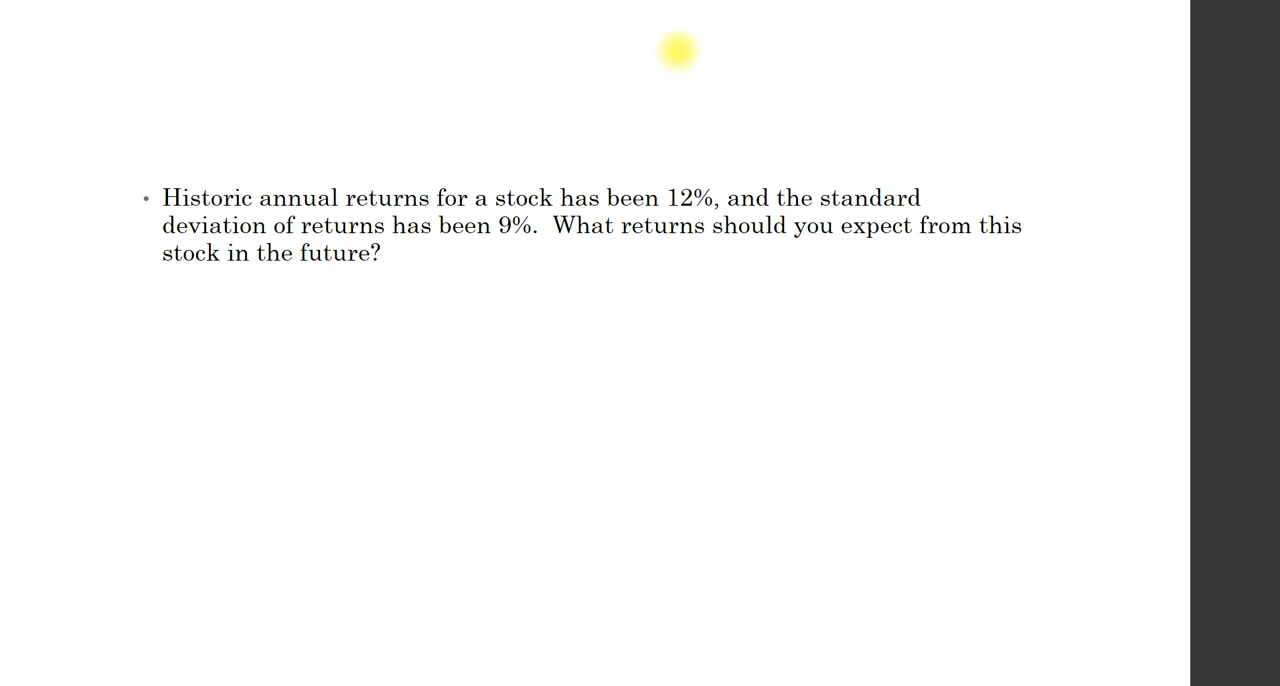 • Historic annual returns for a stock has been 12%, and the standard
deviation of returns has been 9%.  What returns should you expect from this
stock in the future?